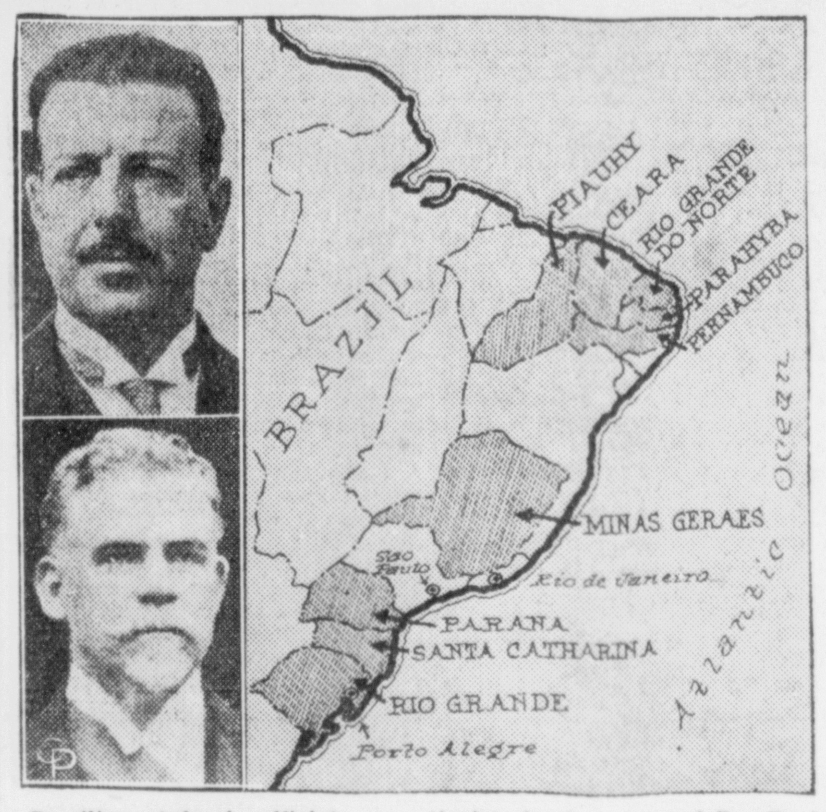 PIAUHY
CEARA
RIO GRANDE
DO NORTE
PARAHYBA
PERNAMBUCO
BRAZIL
Ocean
MINAS GERAES
Sao
Paulo
Rio de Janeiro
Atlantic
PARANA
SANTA CATHARINA
RIO GRANDE
Porto Alegre
CP